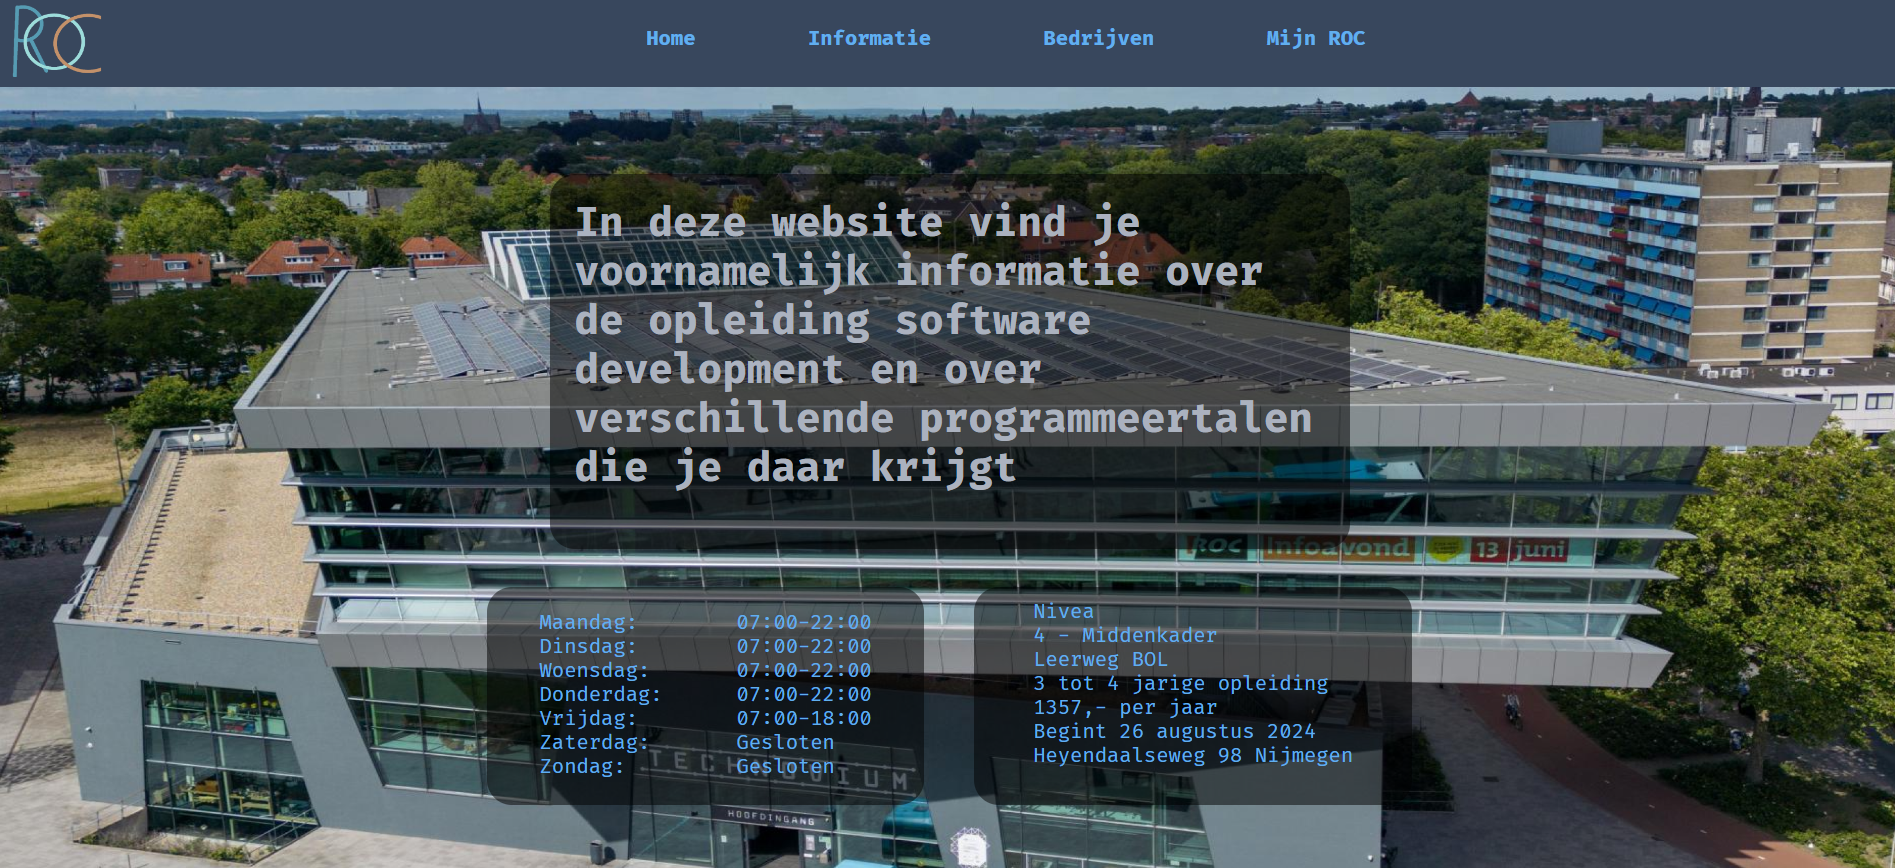 ROC
Home Informatie Bedrijven Mijn ROC
In deze website vind je
voornamelijk informatie over
de opleiding software
development en over
verschillende programmeertalen
die je daar krijgt
ROC Infoavond 13 juni
Maandag: 07:00-22:00
Dinsdag: 07:00-22:00
Woensdag: 07:00-22:00
Donderdag: 07:00-22:00
Vrijdag: 07:00-18:00
Zaterdag: Gesloten
Zondag: Gesloten
Nivea
4 - Middenkader
Leerweg BOL
3 tot 4 jarige opleiding
1357,- per jaar
Begint 26 augustus 2024
Heyendaalseweg 98 Nijmegen
TECHNOVIUM
HOOFDINGANG